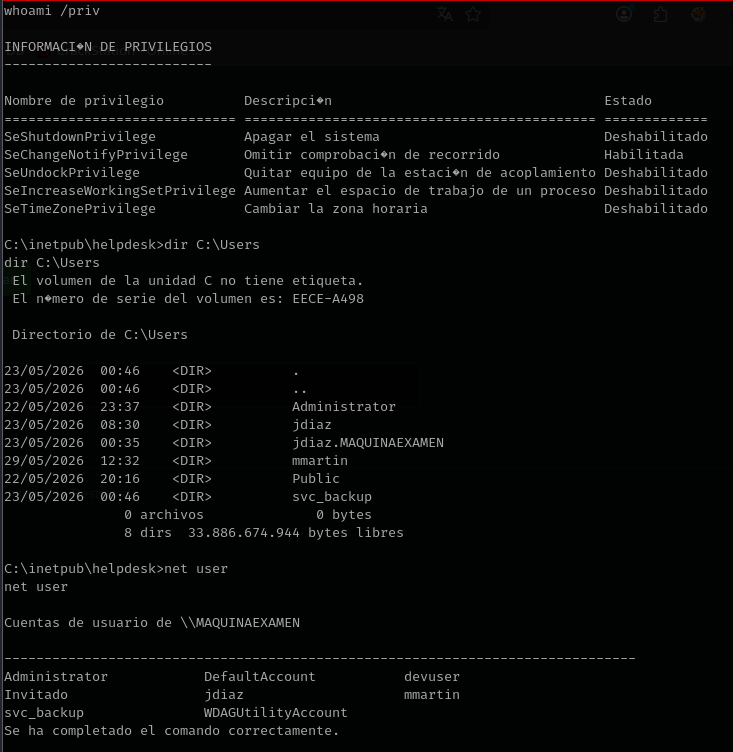 whoami /priv
INFORMACI�N DE PRIVILEGIOS
--------------------------
Nombre de privilegio          Descripci�n                                  Estado
============================= ============================================ =============
SeShutdownPrivilege           Apagar el sistema                            Deshabilitado
SeChangeNotifyPrivilege       Omitir comprobaci�n de recorrido             Habilitada
SeUndockPrivilege             Quitar equipo de la estaci�n de acoplamiento Deshabilitado
SeIncreaseWorkingSetPrivilege Aumentar el espacio de trabajo de un proceso Deshabilitado
SeTimeZonePrivilege           Cambiar la zona horaria                      Deshabilitado
C:\inetpub\helpdesk>dir C:\Users
dir C:\Users
 El volumen de la unidad C no tiene etiqueta.
 El n�mero de serie del volumen es: EECE-A498
 Directorio de C:\Users
23/05/2026  00:46    <DIR>          .
23/05/2026  00:46    <DIR>          ..
22/05/2026  23:37    <DIR>          Administrator
23/05/2026  08:30    <DIR>          jdiaz
23/05/2026  00:35    <DIR>          jdiaz.MAQUINAEXAMEN
29/05/2026  12:32    <DIR>          mmartin
22/05/2026  20:16    <DIR>          Public
23/05/2026  00:46    <DIR>          svc_backup
               0 archivos              0 bytes
               8 dirs  33.886.674.944 bytes libres
C:\inetpub\helpdesk>net user
net user
Cuentas de usuario de \\MAQUINAEXAMEN
-------------------------------------------------------------------------------
Administrator            DefaultAccount           devuser
Invitado                 jdiaz                    mmartin
svc_backup               WDAGUtilityAccount
Se ha completado el comando correctamente.